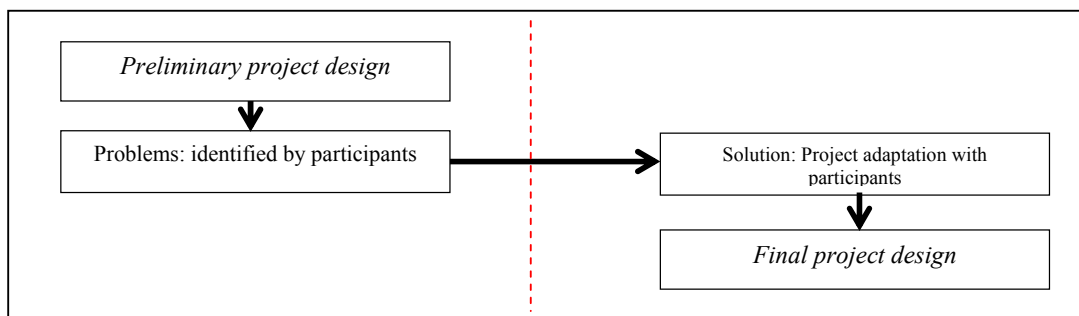 Preliminary project design
Problems: identified by participants
Solution: Project adaptation with
participants
Final project design